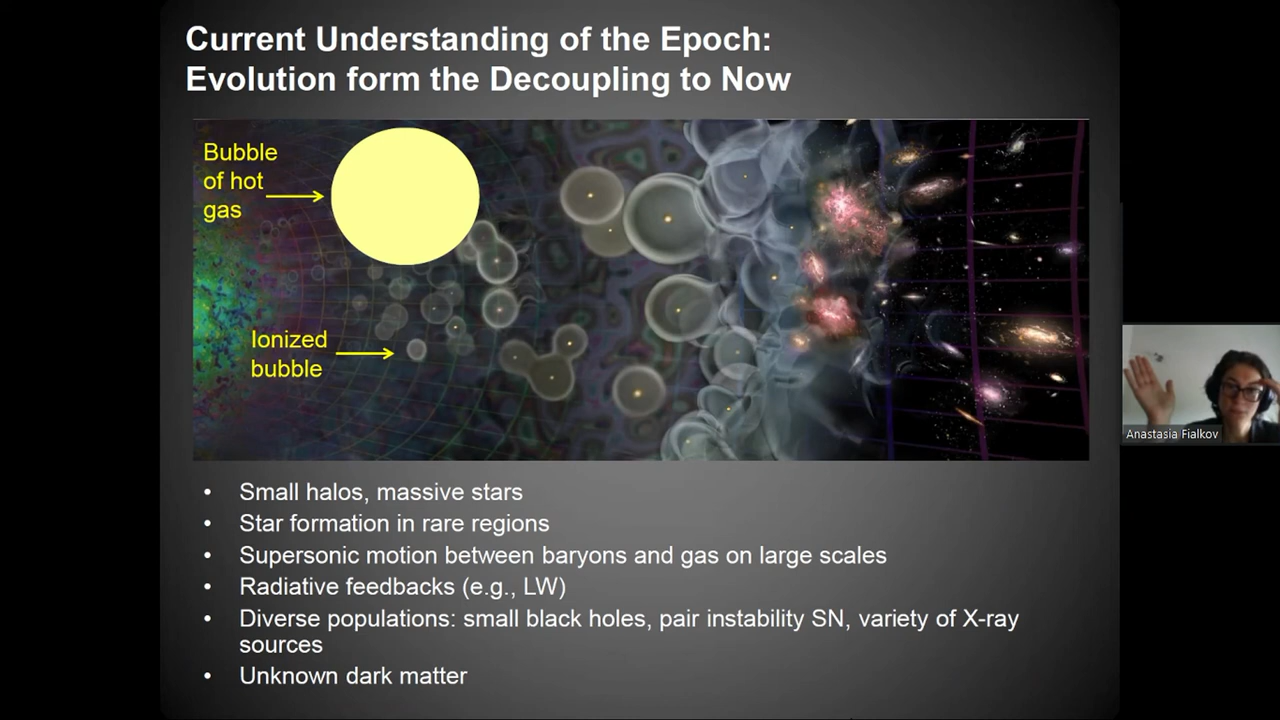 Current Understanding of the Epoch:
Evolution form the Decoupling to Now
Bubble
of hot
gas
Ionized
bubble
Anastasia Fialkov
• Small halos, massive stars
• Star formation in rare regions
• Supersonic motion between baryons and gas on large scales
• Radiative feedbacks (e.g., LW)
• Diverse populations: small black holes, pair instability SN, variety of X-ray
sources
• Unknown dark matter